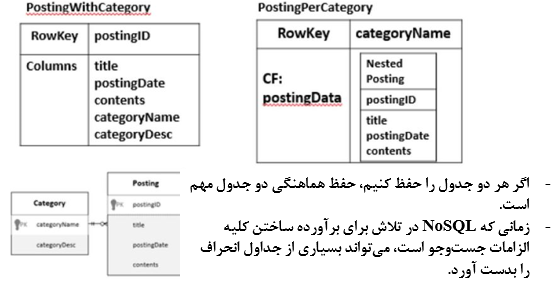 PostingWithCategory
RowKey postingID
Columns title
postingDate
contents
categoryName
categoryDesc
PostingPerCategory
RowKey categoryName
CF:
postingData
Nested
Posting
postingID
title
postingDate
contents
Category
PK categoryName
categoryDesc
Posting
PK postingID
title
postingDate
contents
- اگر هر دو جدول را حفظ کنیم، حفظ هماهنگی دو جدول مهم
است.
- زمانی که NoSQL در تلاش برای برآورده ساختن کلیه
الزامات جست‌وجو است، می‌تواند بسیاری از جداول انحراف
را بدست آورد.